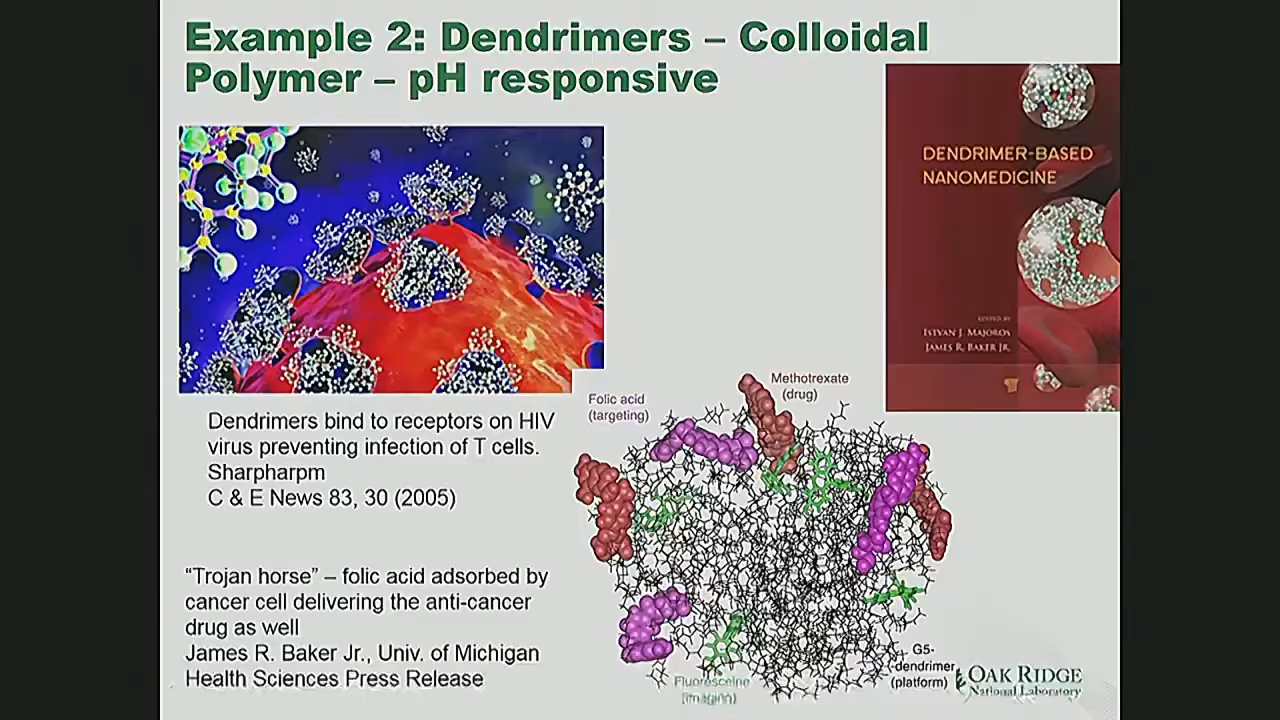 Example 2: Dendrimers – Colloidal
Polymer – pH responsive
DENDRIMER-BASED
NANOMEDICINE
EDITED BY
ISTVAN J. MAJOROS
JAMES R. BAKER JR.
Dendrimers bind to receptors on HIV
virus preventing infection of T cells.
Sharpharpm
C & E News 83, 30 (2005)
"Trojan horse" – folic acid adsorbed by
cancer cell delivering the anti-cancer
drug as well
James R. Baker Jr., Univ. of Michigan
Health Sciences Press Release
Folic acid
(targeting)
Methotrexate
(drug)
Fluoresceine
(imaging)
G5-
dendrimer
(platform)
OAK RIDGE
National Laboratory